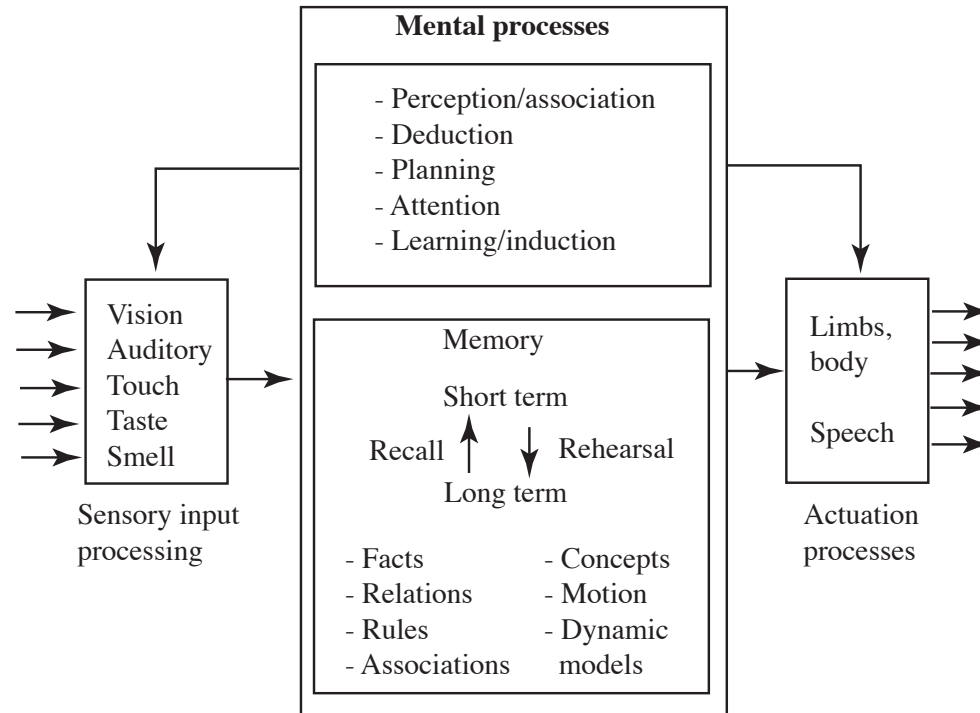 Mental processes
- Perception/association
- Deduction
- Planning
- Attention
- Learning/induction
Vision
Auditory
Touch
Taste
Smell
Sensory input
processing
Memory
Short term
Recall
Rehearsal
Long term
- Facts
- Relations
- Rules
- Associations
- Concepts
- Motion
- Dynamic
models
Limbs,
body
Speech
Actuation
processes